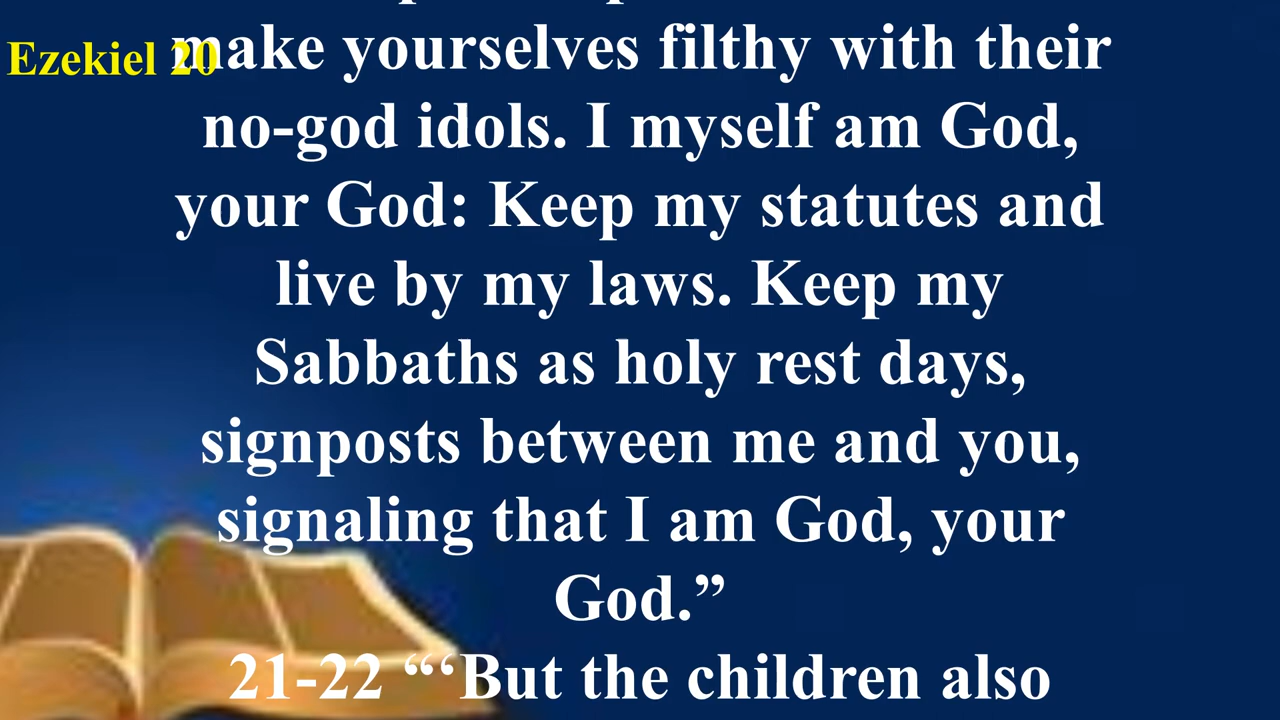 Ezekiel 20
make yourselves filthy with their
no-god idols. I myself am God,
your God: Keep my statutes and
live by my laws. Keep my
Sabbaths as holy rest days,
signposts between me and you,
signaling that I am God, your
God.”
21-22 “‘But the children also